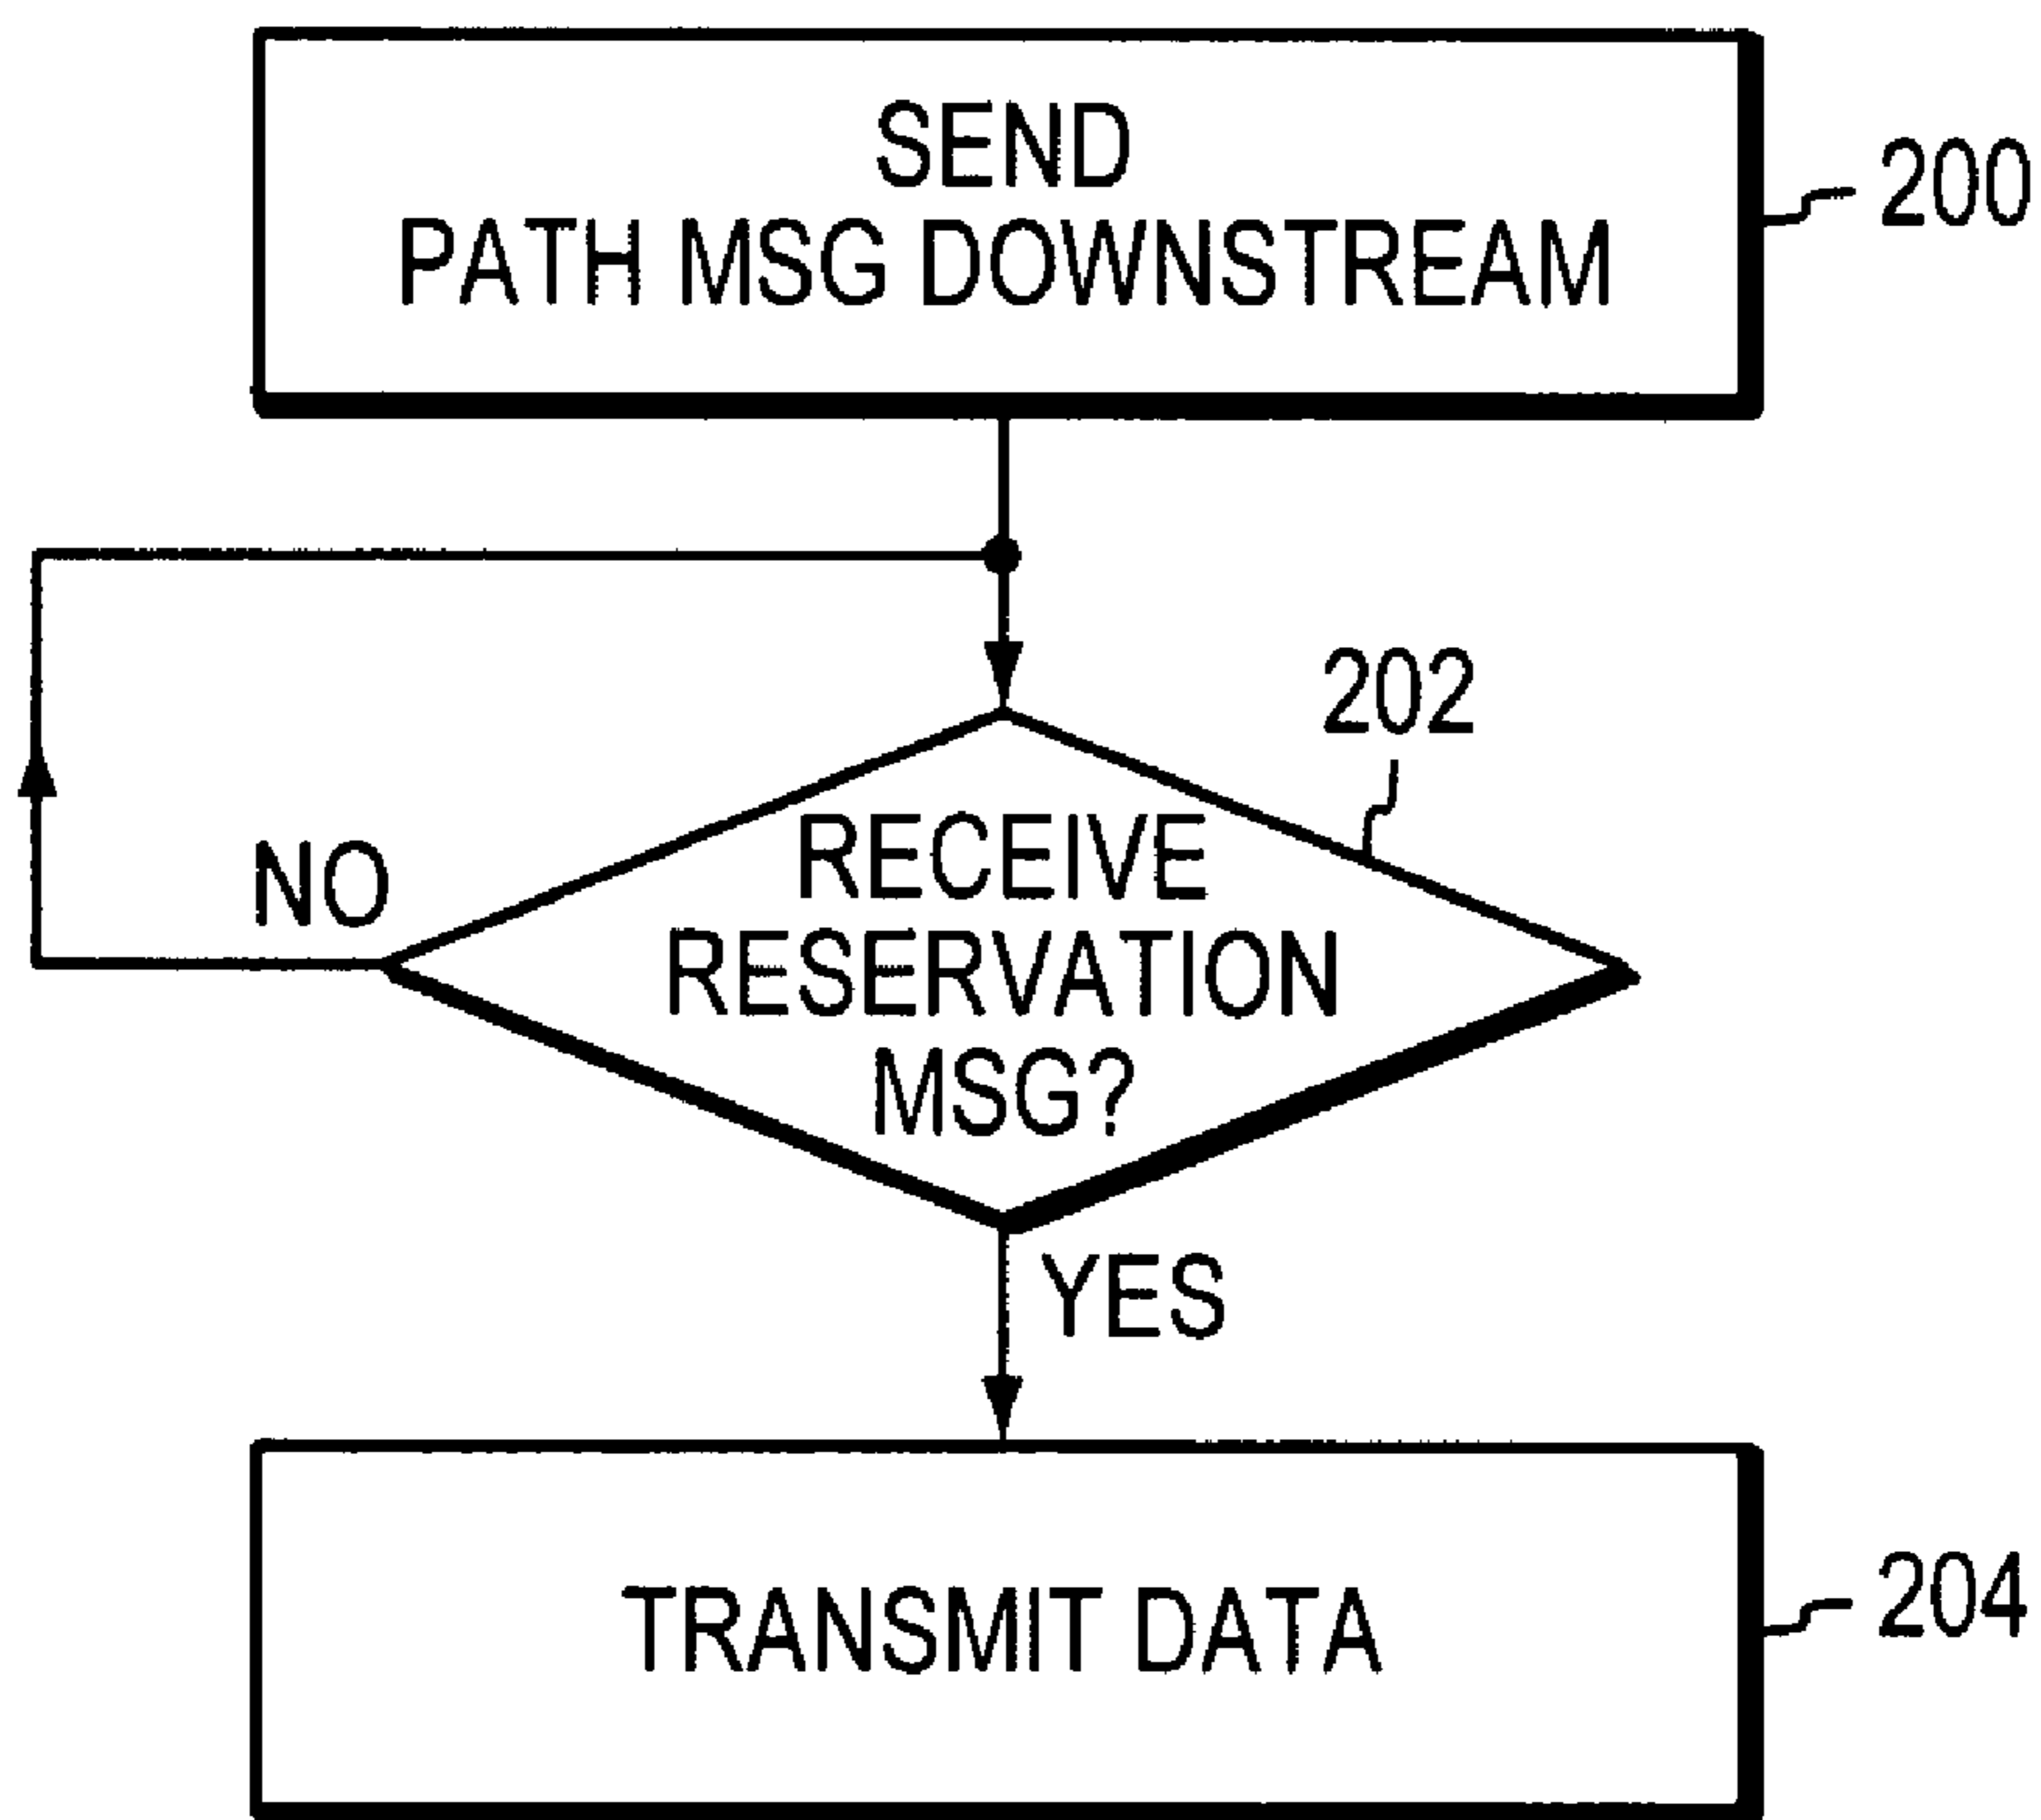 SEND
PATH MSG DOWNSTREAM
200
202
RECEIVE
RESERVATION
MSG?
NO
YES
TRANSMIT DATA
204